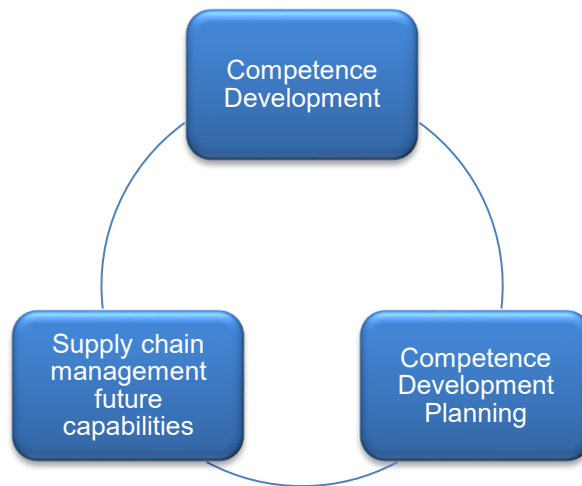 Competence
Development
Supply chain
management
future
capabilities
Competence
Development
Planning